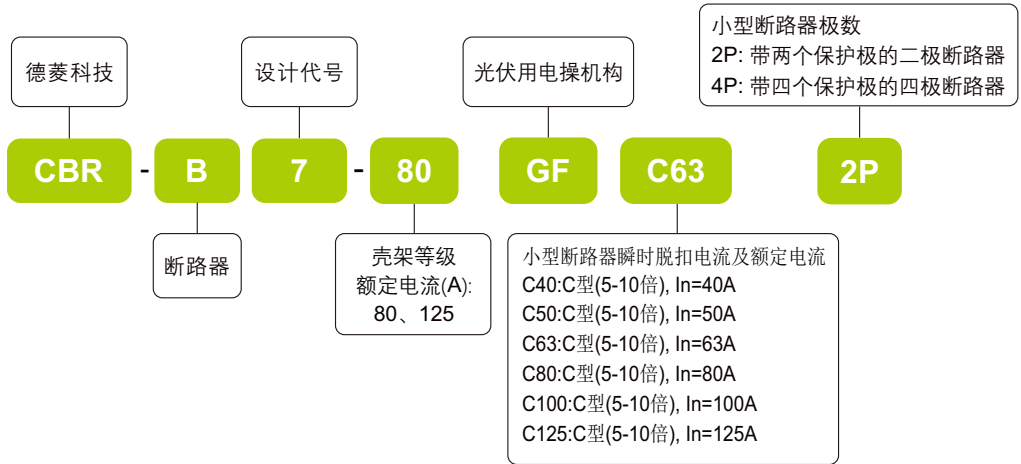 德菱科技
设计代号
光伏用电操机构
小型断路器极数
2P: 带两个保护极的二极断路器
4P: 带四个保护极的四极断路器
CBR - B 7 - 80 GF C63 2P
断路器
壳架等级
额定电流(A):
80、125
小型断路器瞬时脱扣电流及额定电流
C40:C型(5-10倍), In=40A
C50:C型(5-10倍), In=50A
C63:C型(5-10倍), In=63A
C80:C型(5-10倍), In=80A
C100:C型(5-10倍), In=100A
C125:C型(5-10倍), In=125A